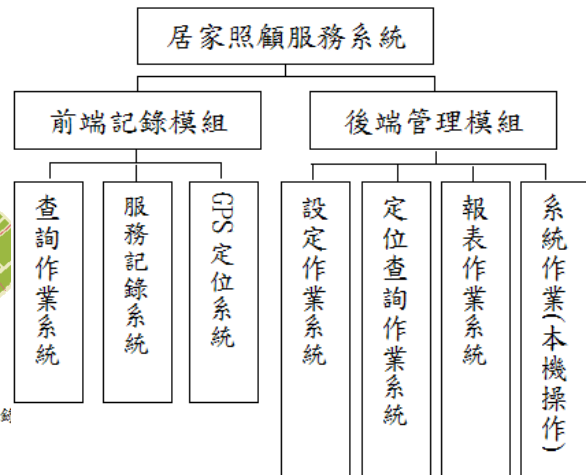 居家照顧服務系統
前端記錄模組
後端管理模組
查詢作業系統
服務記錄系統
GPS 定位系統
設定作業系統
定位查詢作業系統
報表作業系統
系統作業(本機操作)